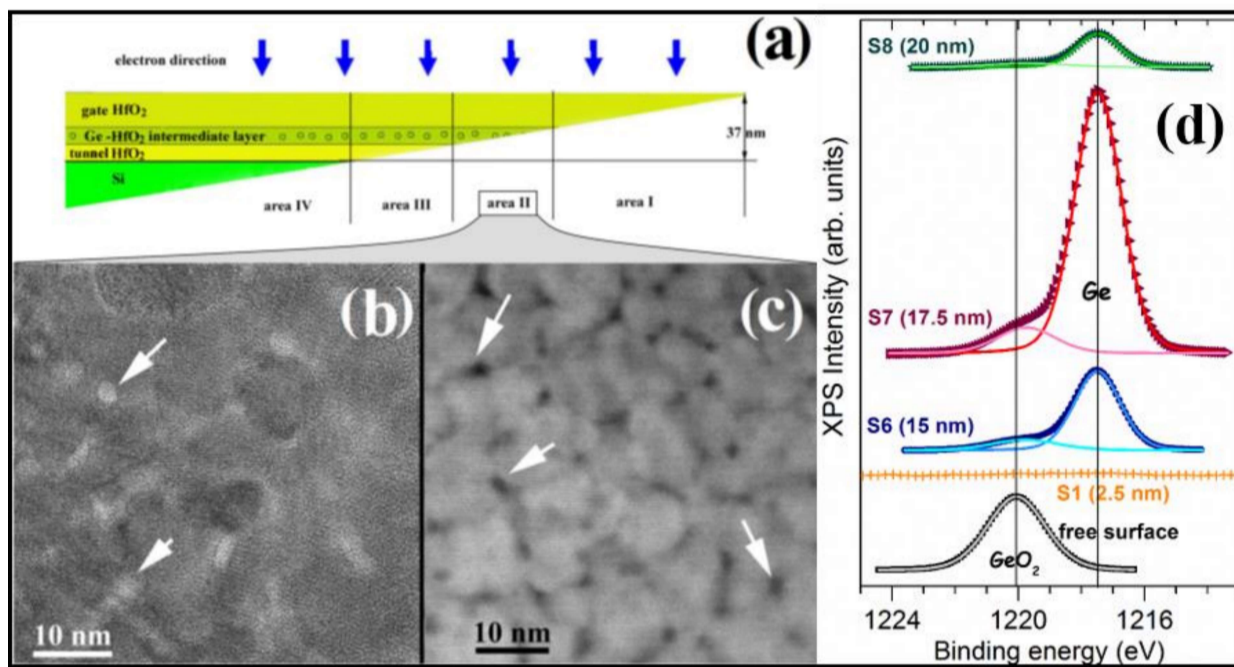 (a)
electron direction
gate HfO₂
Ge -HfO₂ intermediate layer
tunnel HfO₂
Si
37 nm
area IV
area III
area II
area I
(b)
10 nm
(c)
10 nm
(d)
S8 (20 nm)
Ge
S7 (17.5 nm)
S6 (15 nm)
S1 (2.5 nm)
free surface
GeO₂
XPS Intensity (arb. units)
1224 1220 1216
Binding energy (eV)